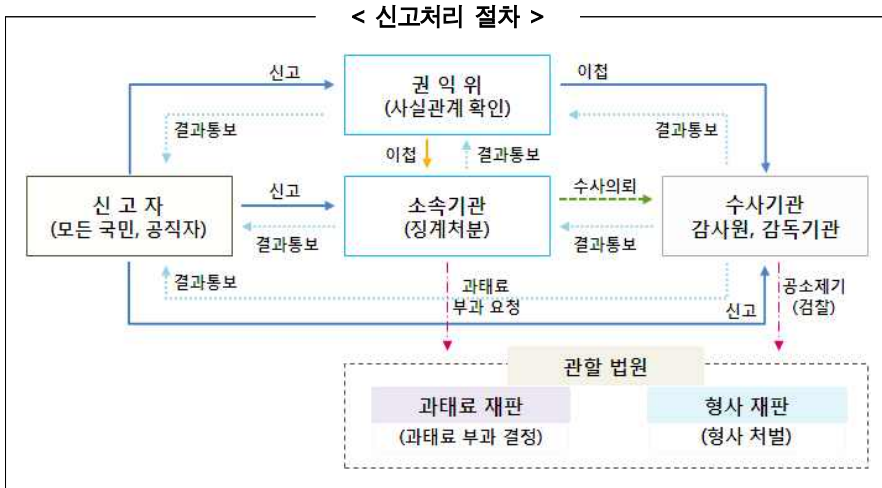 < 신고처리 절차 >
신고
이첩
권 익 위
(사실관계 확인)
결과통보
결과통보
이첩
결과통보
신 고 자
(모든 국민, 공직자)
신고
결과통보
소속기관
(징계처분)
수사의뢰
결과통보
수사기관
감사원, 감독기관
결과통보
과태료
부과 요청
신고
공소제기
(검찰)
관할 법원
과태료 재판
(과태료 부과 결정)
형사 재판
(형사 처벌)